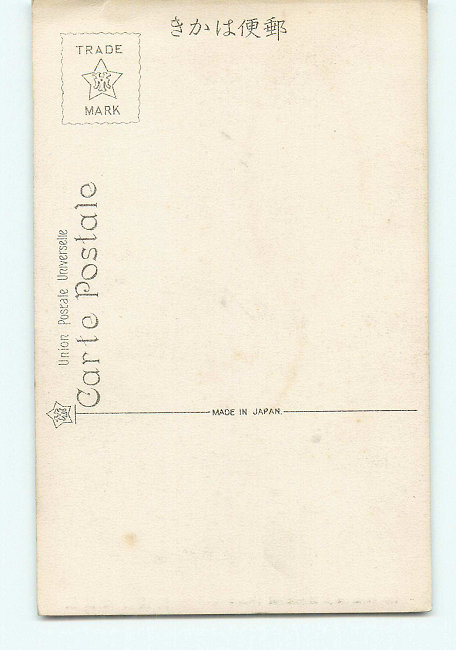 きかは便郵
TRADE
MARK
Union Postale Universelle
Carte Postale
MADE IN JAPAN.